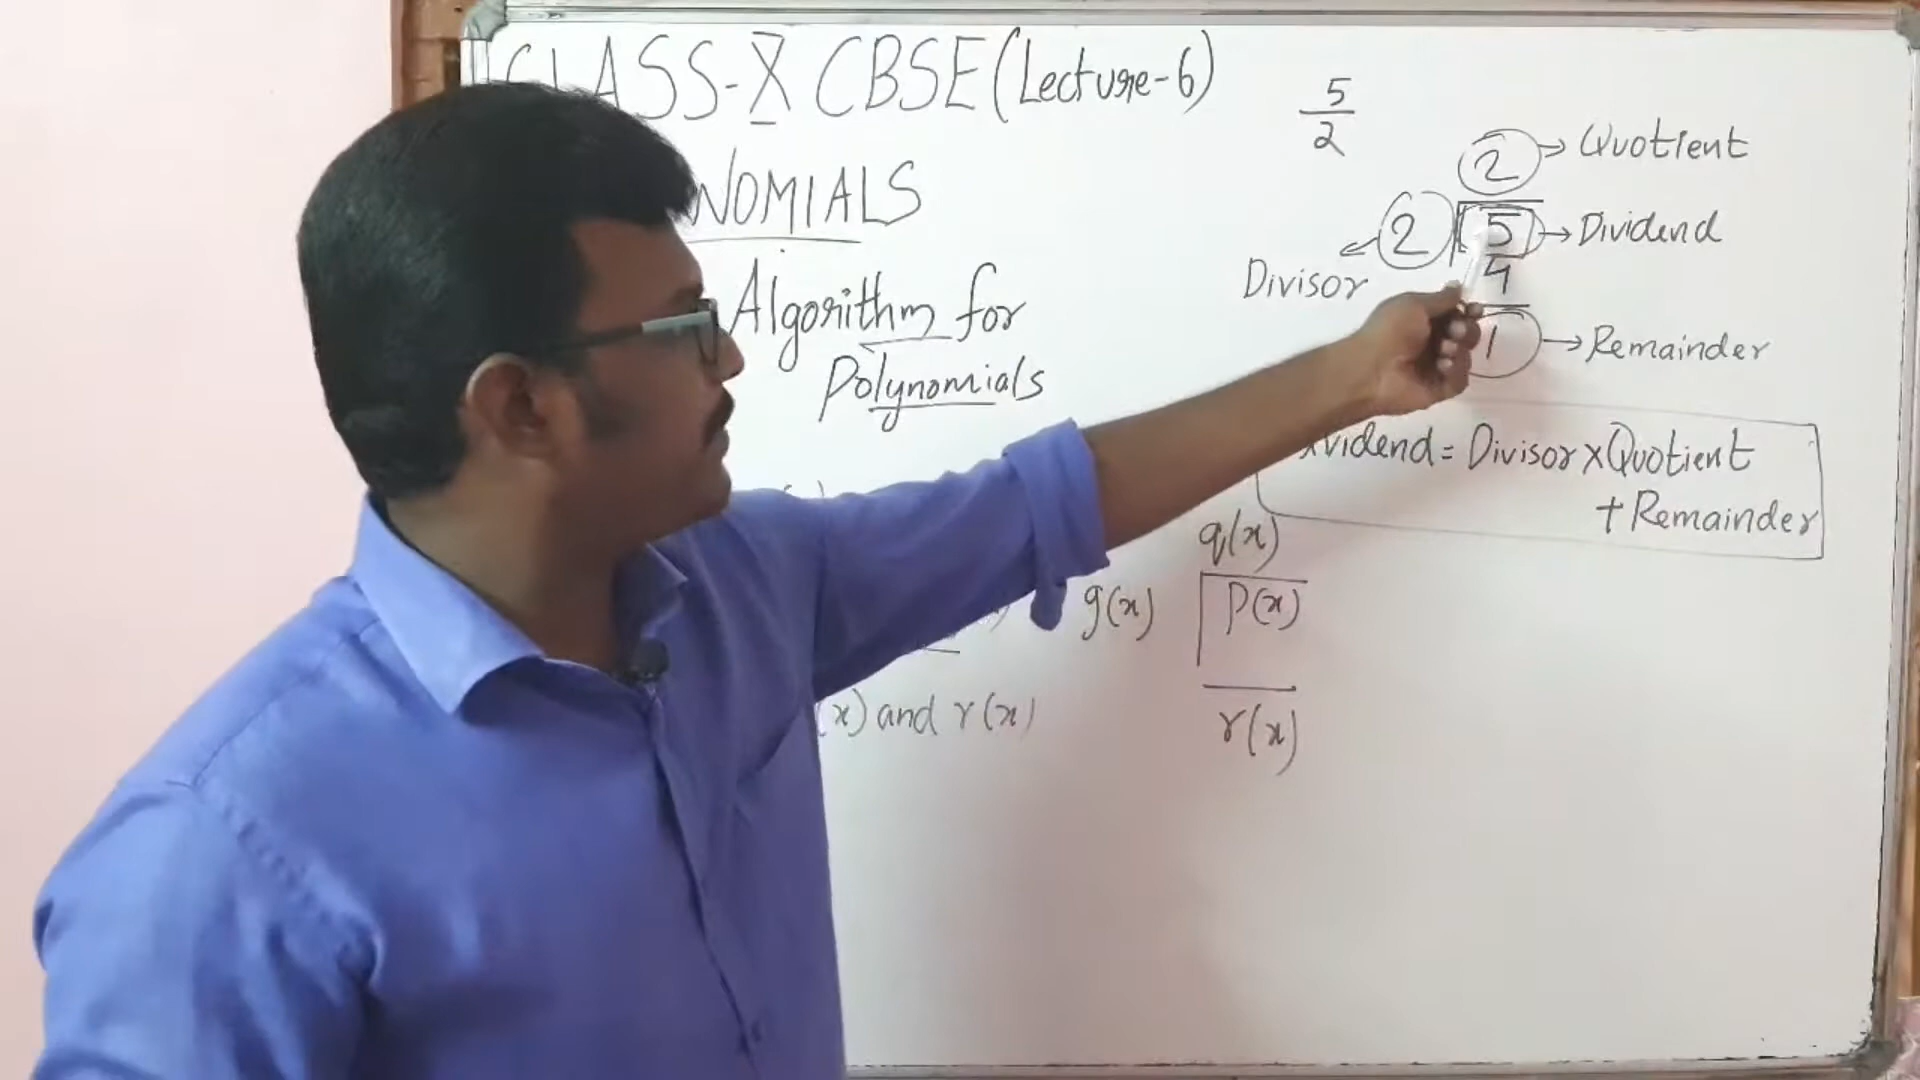 CLASS-X CBSE (Lecture-6)
NOMIALS
Algorithm for
Polynomials
5
2
2 → Quotient
2 5 → Dividend
Divisor
4
1 → Remainder
Dividend = Divisor x Quotient
+ Remainder
q(x)
g(x) p(x)
(x) and r(x)
r(x)